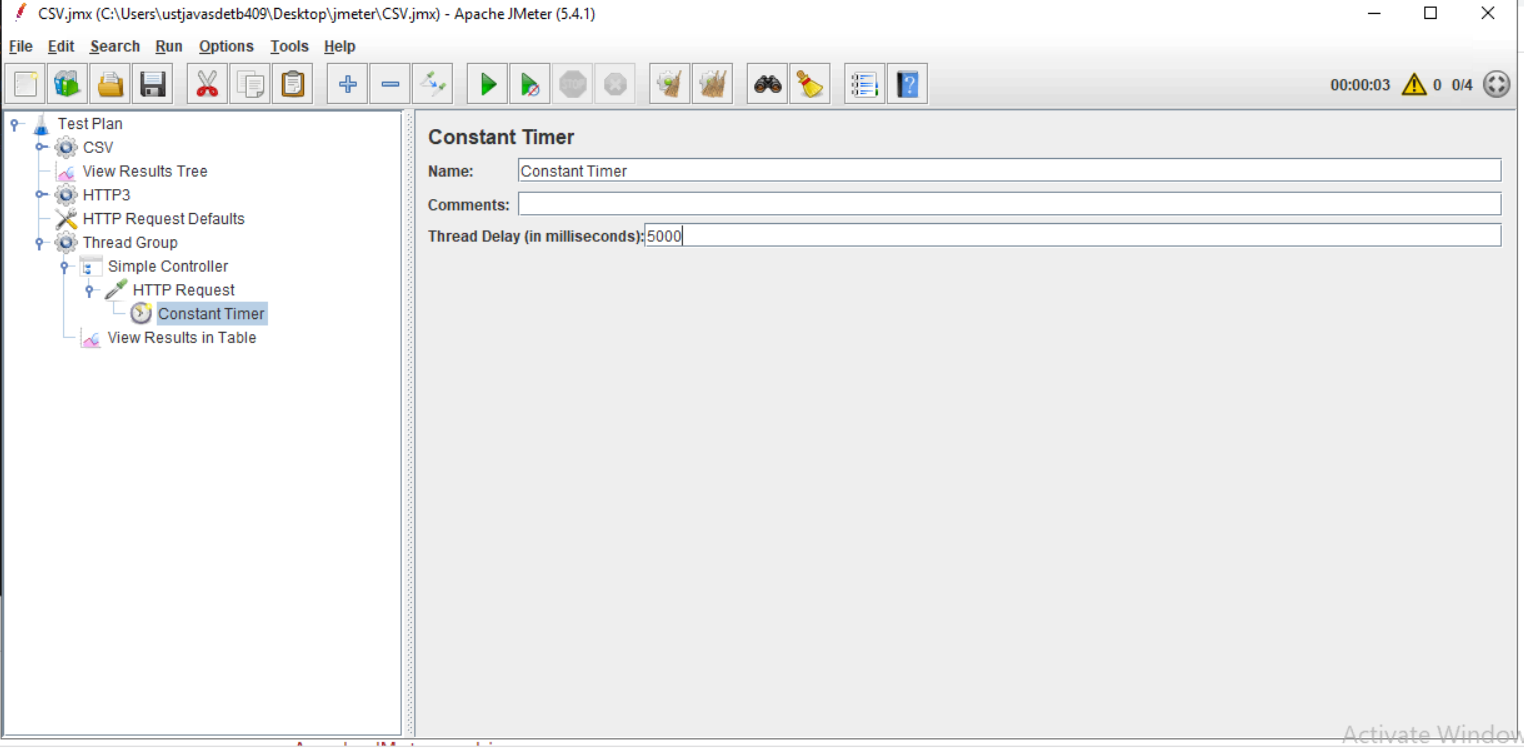 CSV.jmx (C:\Users\ustjavasdetb409\Desktop\jmeter\CSV.jmx) - Apache JMeter (5.4.1)
File Edit Search Run Options Tools Help
00:00:03 0 0/4
Test Plan
CSV
View Results Tree
HTTP3
HTTP Request Defaults
Thread Group
Simple Controller
HTTP Request
Constant Timer
View Results in Table
Constant Timer
Name: Constant Timer
Comments:
Thread Delay (in milliseconds): 5000
Activate Window